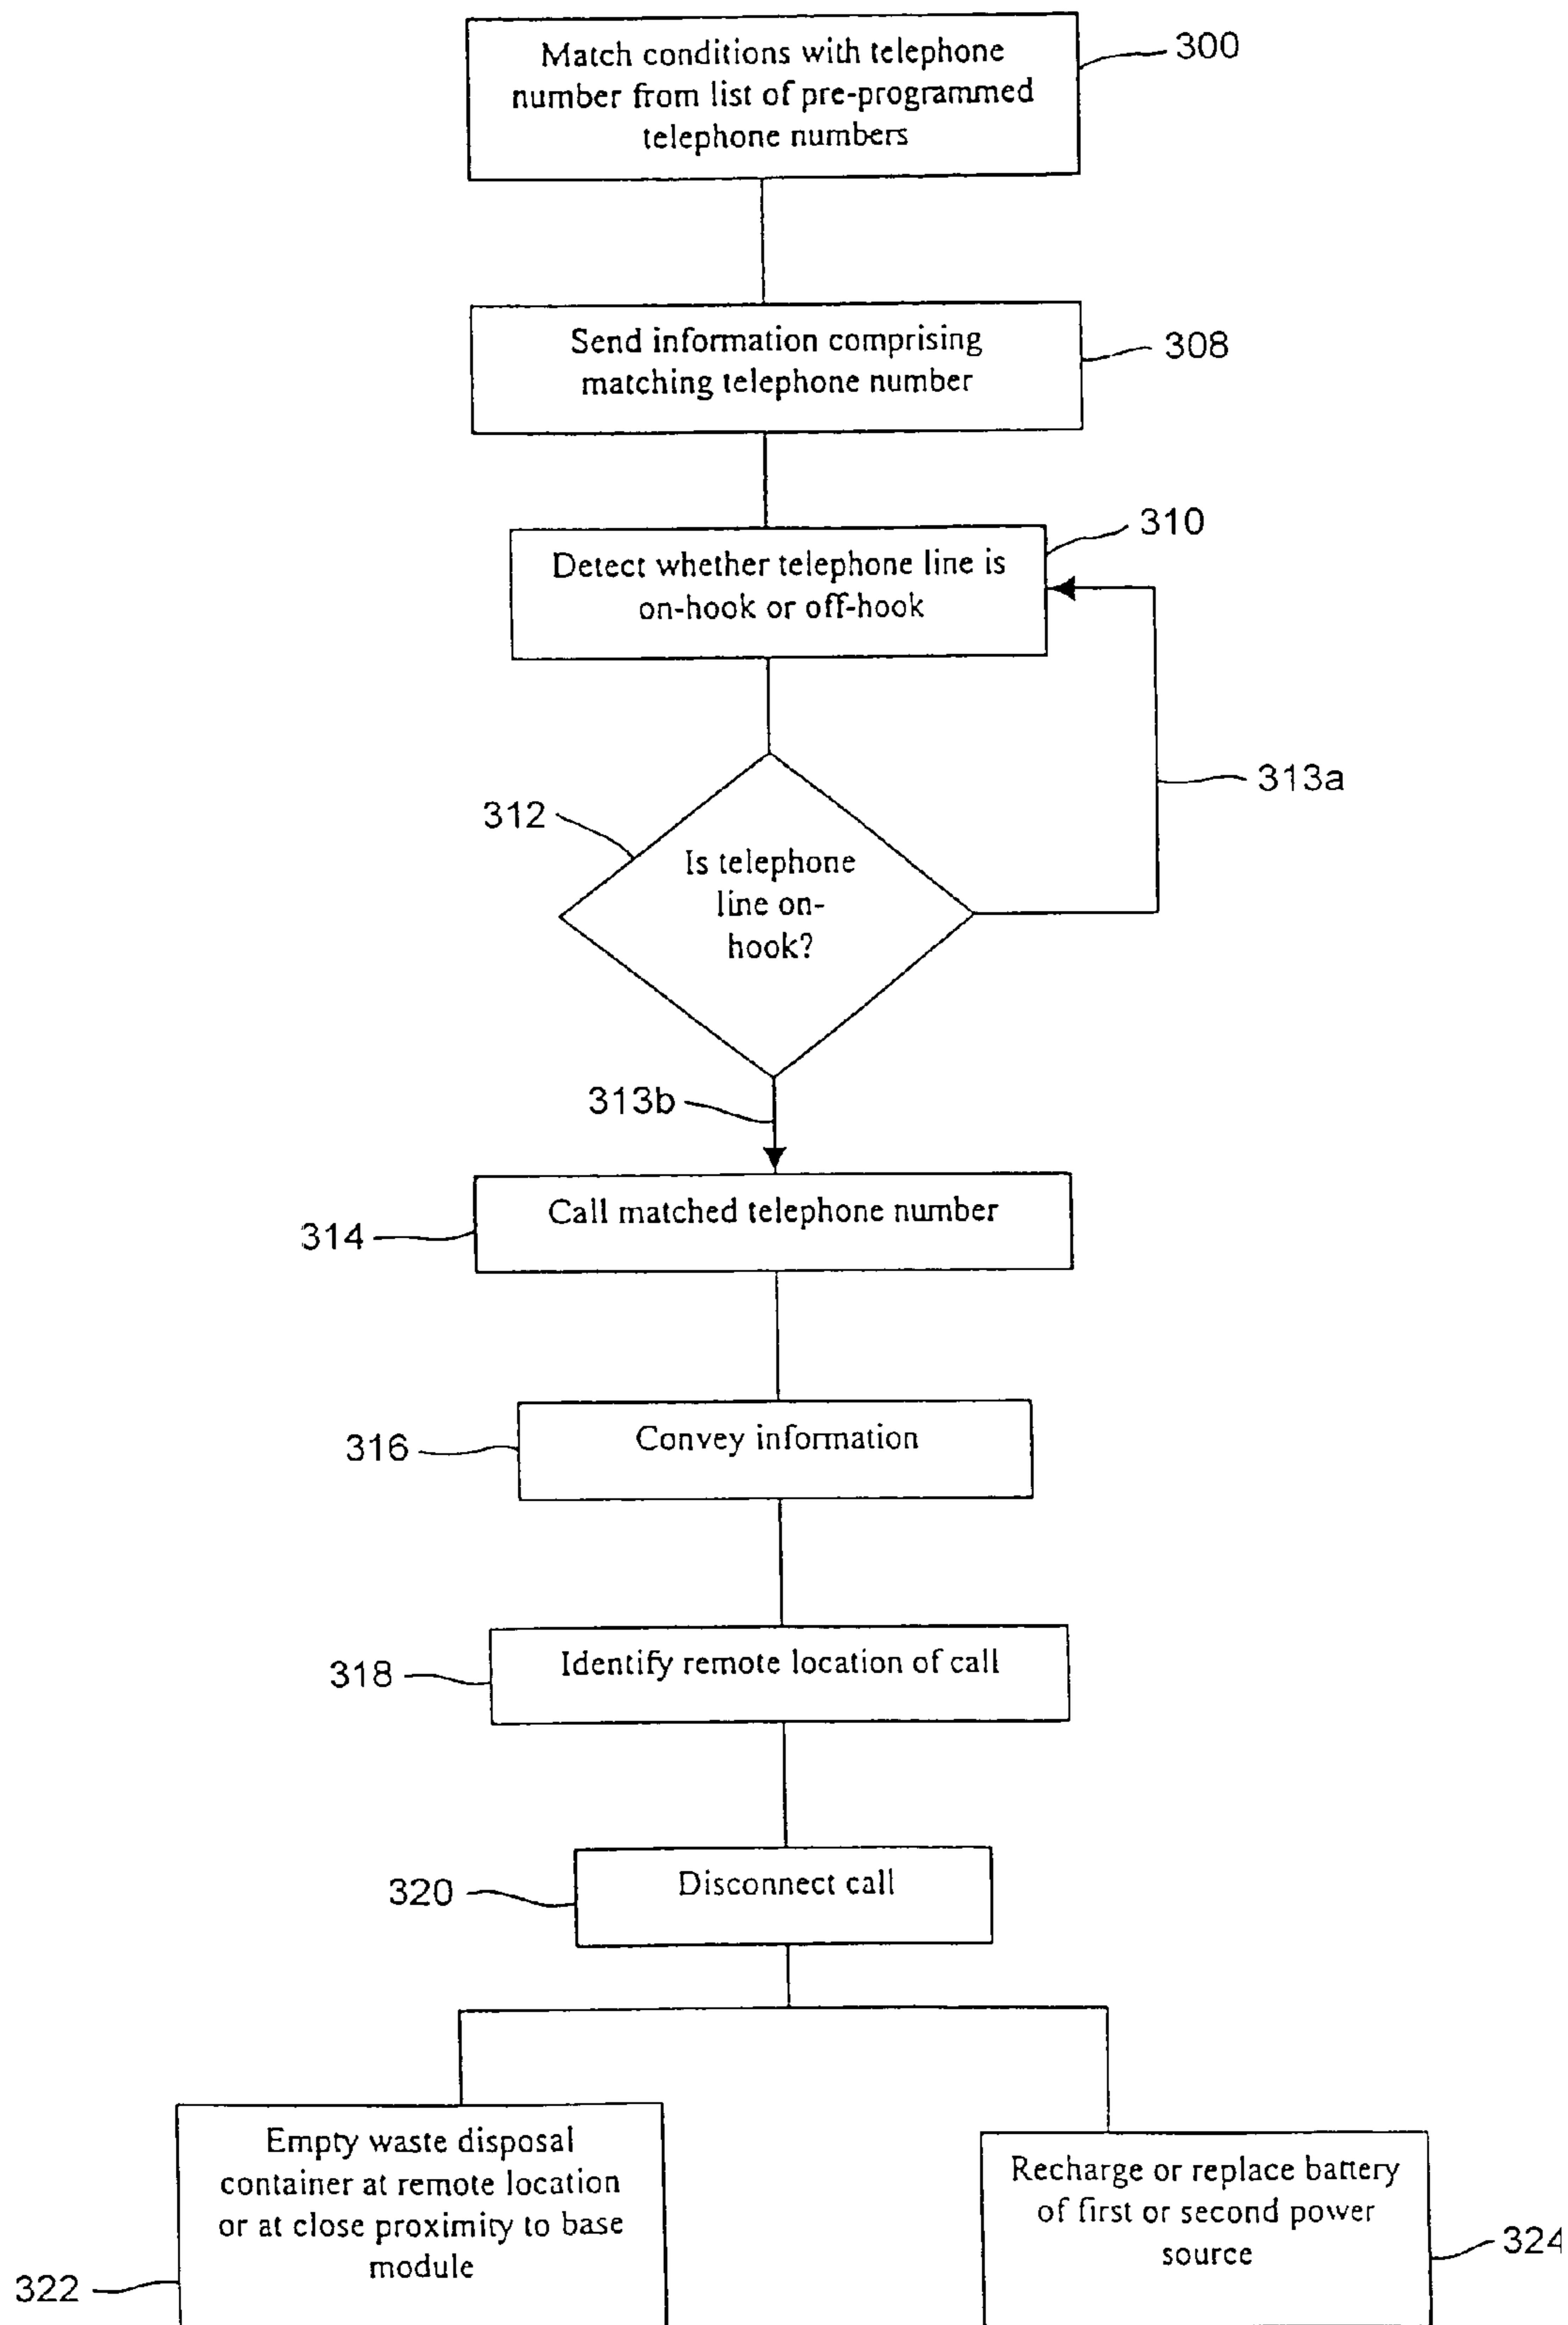 Match conditions with telephone
number from list of pre-programmed
telephone numbers
300
Send information comprising
matching telephone number
308
Detect whether telephone line is
on-hook or off-hook
310
312
Is telephone
line on-
hook?
313a
313b
Call matched telephone number
314
Convey information
316
Identify remote location of call
318
Disconnect call
320
Empty waste disposal
container at remote location
or at close proximity to base
module
322
Recharge or replace battery
of first or second power
source
324